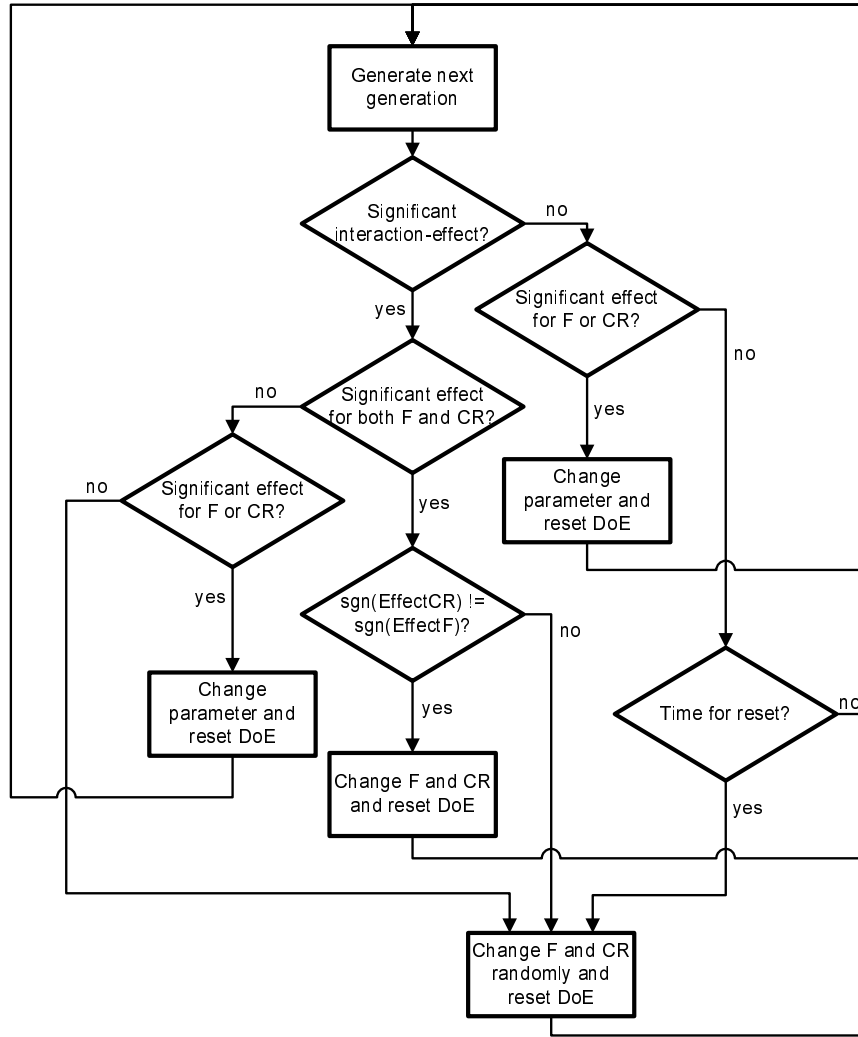 Generate next
generation
Significant
interaction-effect?
no
yes
Significant effect
for F or CR?
no
yes
Significant effect
for both F and CR?
no
yes
Significant effect
for F or CR?
no
yes
Change
parameter and
reset DoE
sgn(EffectCR) !=
sgn(EffectF)?
no
yes
Change
parameter and
reset DoE
Time for reset?
no
yes
Change F and CR
and reset DoE
Change F and CR
randomly and
reset DoE